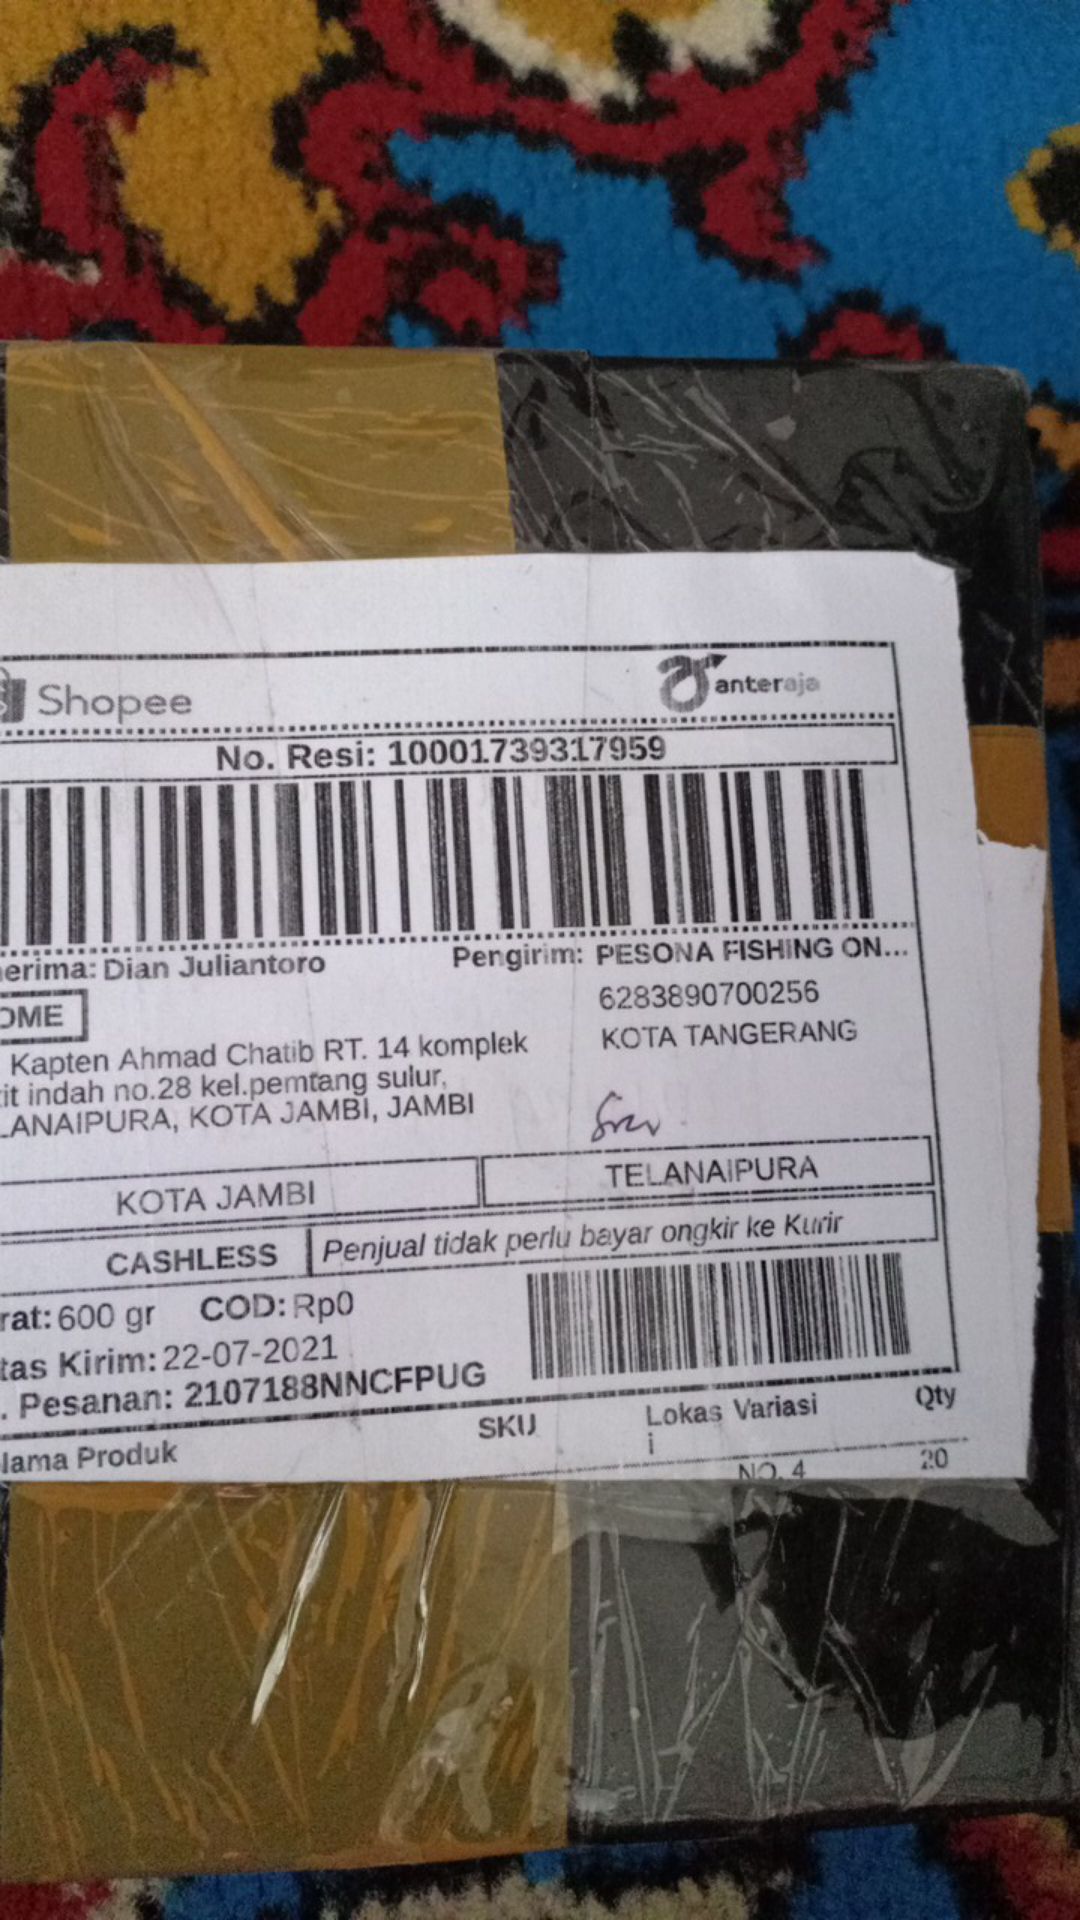 Shopee
anteraja
No. Resi: 10001739317959
nerima: Dian Juliantoro
Pengirim: PESONA FISHING ON...
OME
6283890700256
KOTA TANGERANG
Kapten Ahmad Chatib RT. 14 komplek
it indah no.28 kel.pemtang sulur,
LANAIPURA, KOTA JAMBI, JAMBI
KOTA JAMBI
TELANAIPURA
CASHLESS
Penjual tidak perlu bayar ongkir ke Kurir
rat: 600 gr COD: Rp0
tas Kirim: 22-07-2021
. Pesanan: 2107188NNCFPUG
Nama Produk
SKU
Lokas
i
Variasi
Qty
NO. 4
20